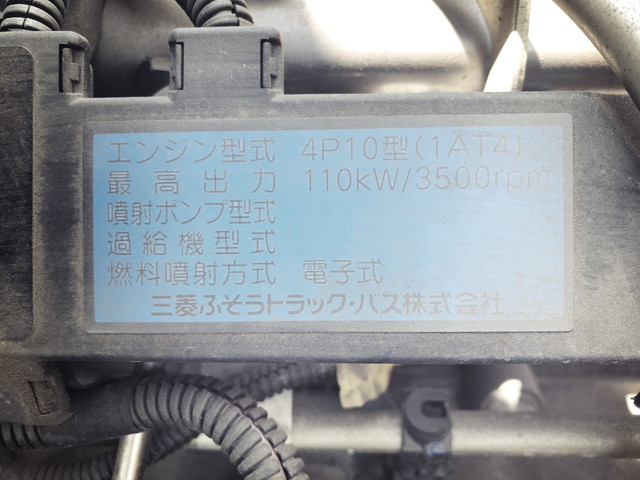 エンジン型式 4P10型(1AT4)
最高出力 110kW/3500rpm
噴射ポンプ型式
過給機型式
燃料噴射方式 電子式
三菱ふそうトラック・バス株式会社